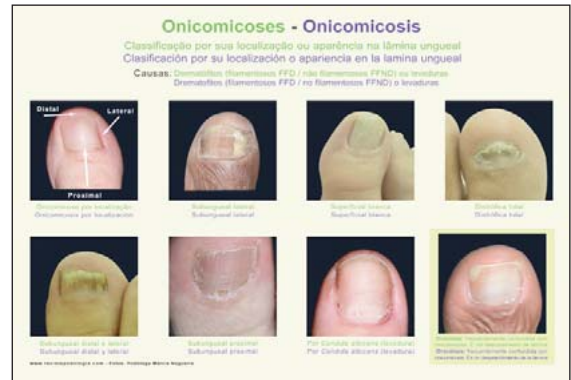 Onicomicoses - Onicomicosis
Classificação por sua localização ou aparência na lâmina ungueal
Clasificación por su localización o apariencia en la lamina ungueal
Causas: Dermatófitos (filamentosos FFD / não filamentosos FFND) ou leveduras
Dermatofitos (filamentosos FFD / no filamentosos FFND) o levaduras
Distal
Lateral
Proximal
Onicomicoses por localização
Onicomicosis por localización
Subungueal lateral
Subungueal lateral
Superficial branca
Superficial blanca
Distrófica total
Distrófica total
Subungueal distal e lateral
Subungueal distal y lateral
Subungueal proximal
Subungueal proximal
Por Candida albicans (levedura)
Por Candida albicans (levadura)